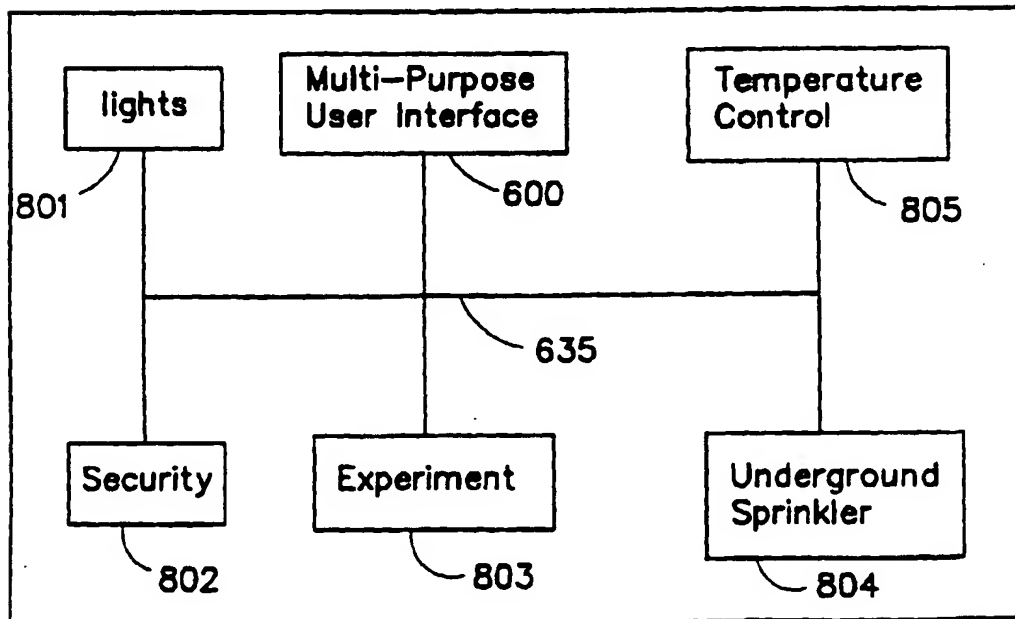 lights
Multi-Purpose
User Interface
Temperature
Control
801
600
805
635
Security
Experiment
Underground
Sprinkler
802
803
804